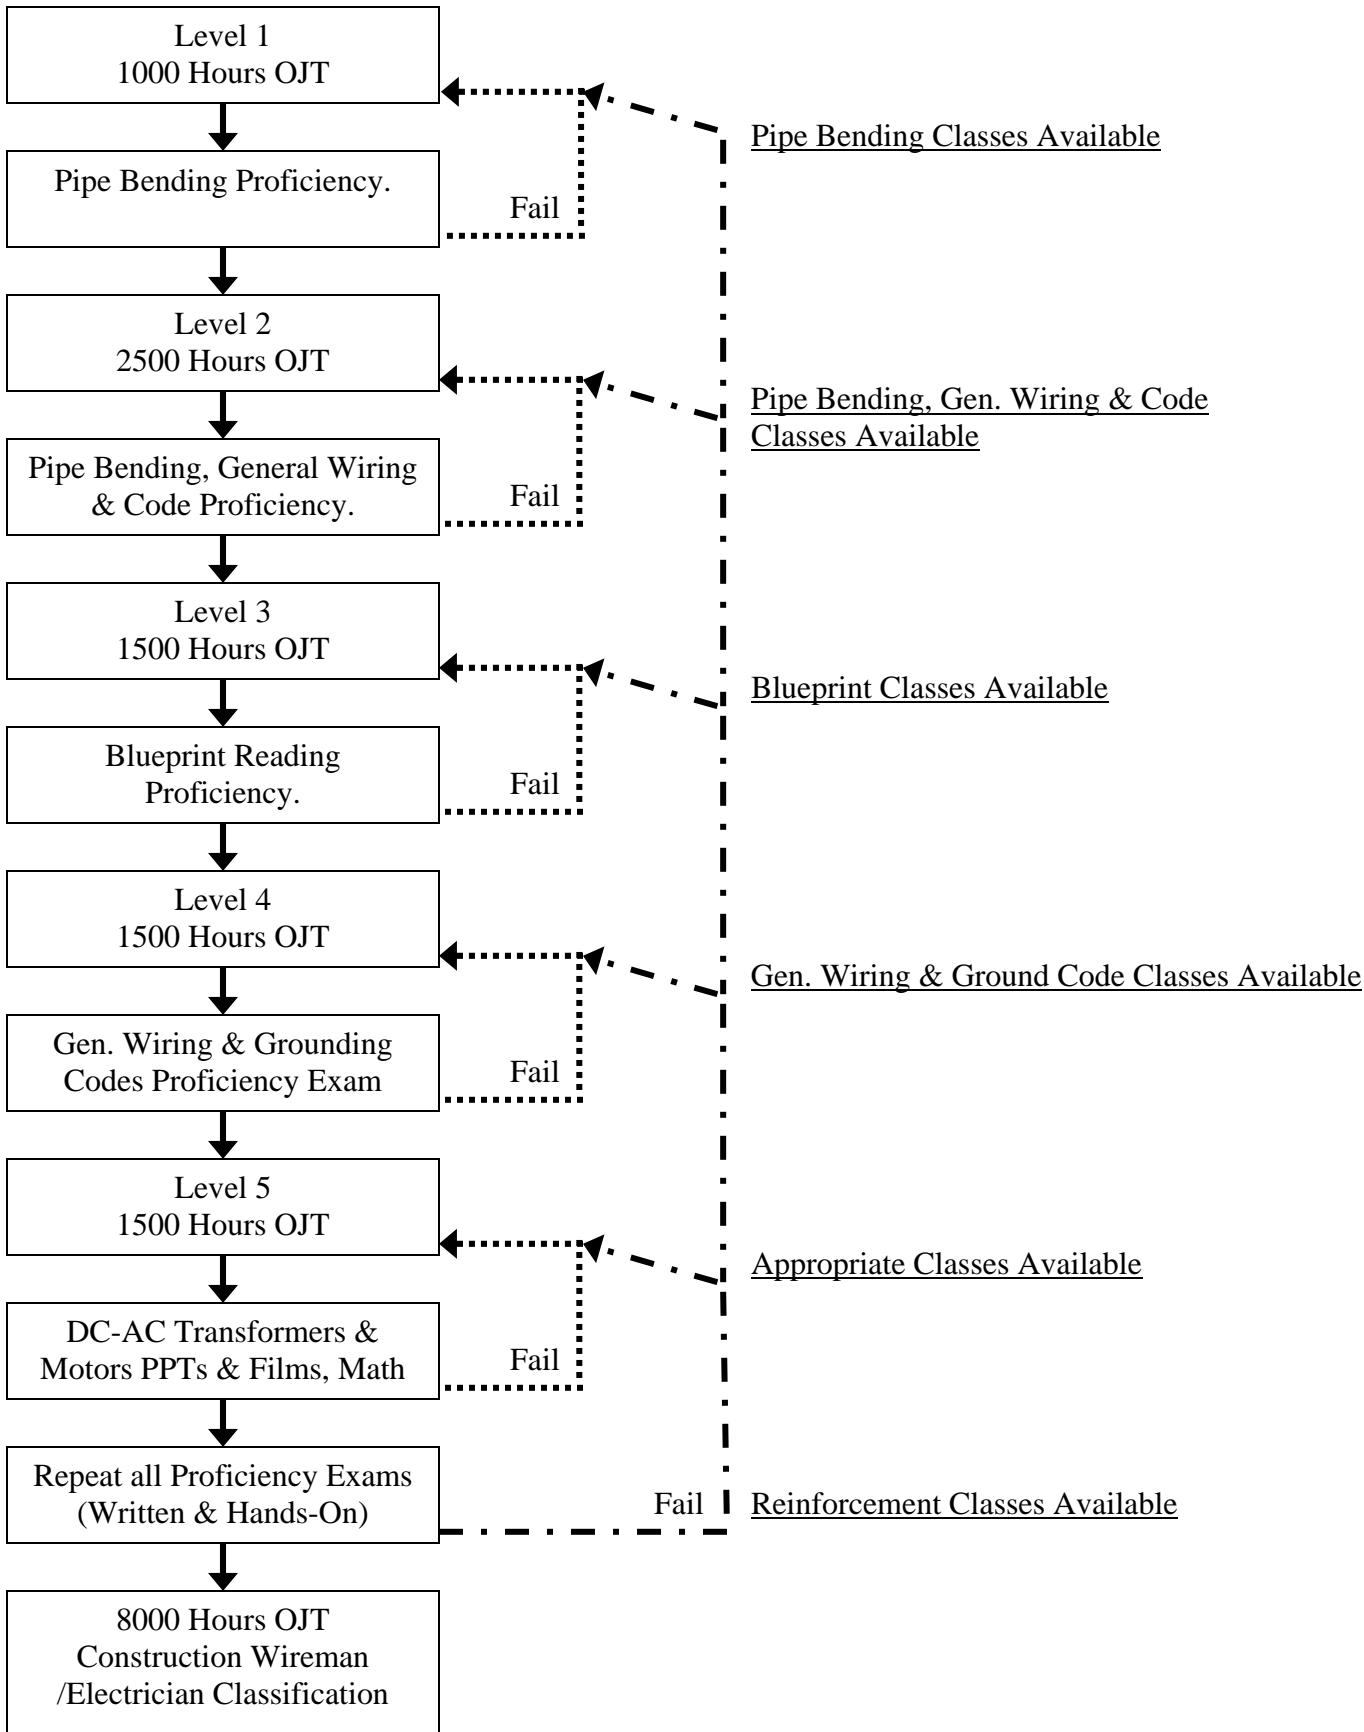 Level 1
1000 Hours OJT
Pipe Bending Classes Available
Pipe Bending Proficiency.
Fail
Level 2
2500 Hours OJT
Pipe Bending, Gen. Wiring & Code
Classes Available
Pipe Bending, General Wiring
& Code Proficiency.
Fail
Level 3
1500 Hours OJT
Blueprint Classes Available
Blueprint Reading
Proficiency.
Fail
Level 4
1500 Hours OJT
Gen. Wiring & Ground Code Classes Available
Gen. Wiring & Grounding
Codes Proficiency Exam
Fail
Level 5
1500 Hours OJT
Appropriate Classes Available
DC-AC Transformers &
Motors PPTs & Films, Math
Fail
Repeat all Proficiency Exams
(Written & Hands-On)
Fail
Reinforcement Classes Available
8000 Hours OJT
Construction Wireman
/Electrician Classification